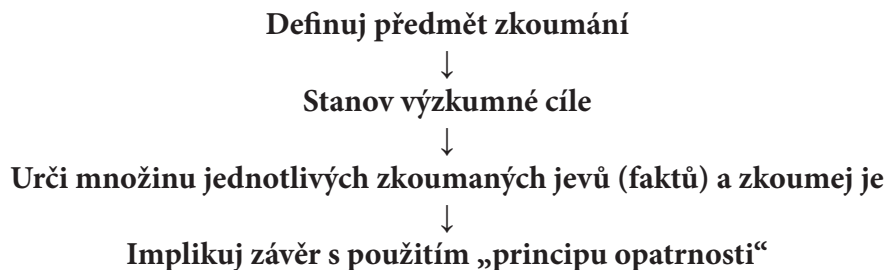 Definuj předmět zkoumání
↓
Stanov výzkumné cíle
↓
Urči množinu jednotlivých zkoumaných jevů (faktů) a zkoumej je
↓
Implikuj závěr s použitím „principu opatrnosti“